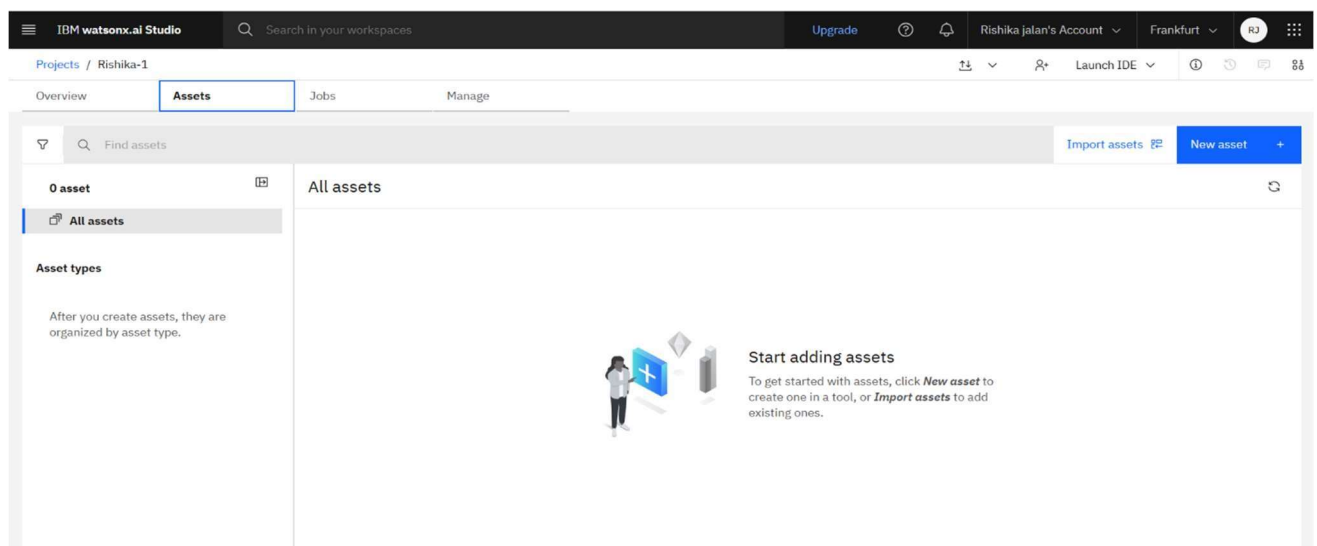 IBM watsonx.ai Studio
Search in your workspaces
Upgrade
Rishika jalan's Account
Frankfurt
RJ
Projects / Rishika-1
Launch IDE
Overview
Assets
Jobs
Manage
Find assets
Import assets
New asset +
0 asset
All assets
All assets
Asset types
After you create assets, they are
organized by asset type.
Start adding assets
To get started with assets, click New asset to
create one in a tool, or Import assets to add
existing ones.